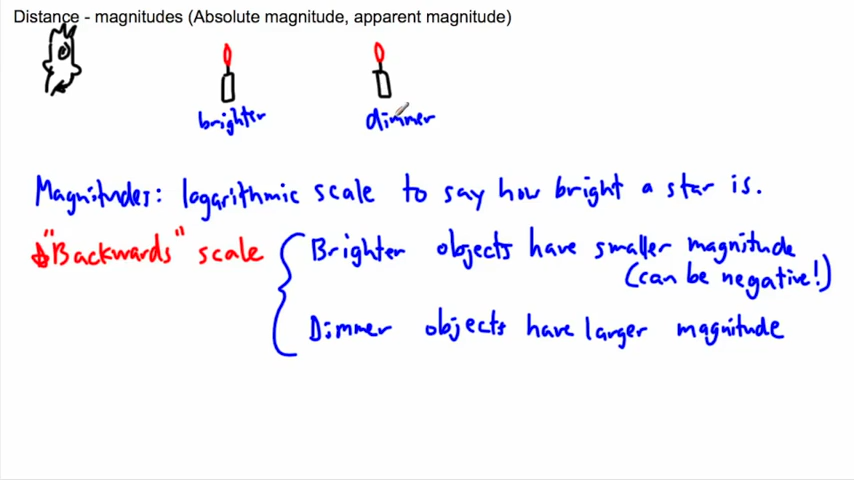 Distance - magnitudes (Absolute magnitude, apparent magnitude)
brighter dimmer
Magnitudes: logarithmic scale to say how bright a star is.
"Backwards" scale { Brighter objects have smaller magnitude
(can be negative!)
Dimmer objects have larger magnitude